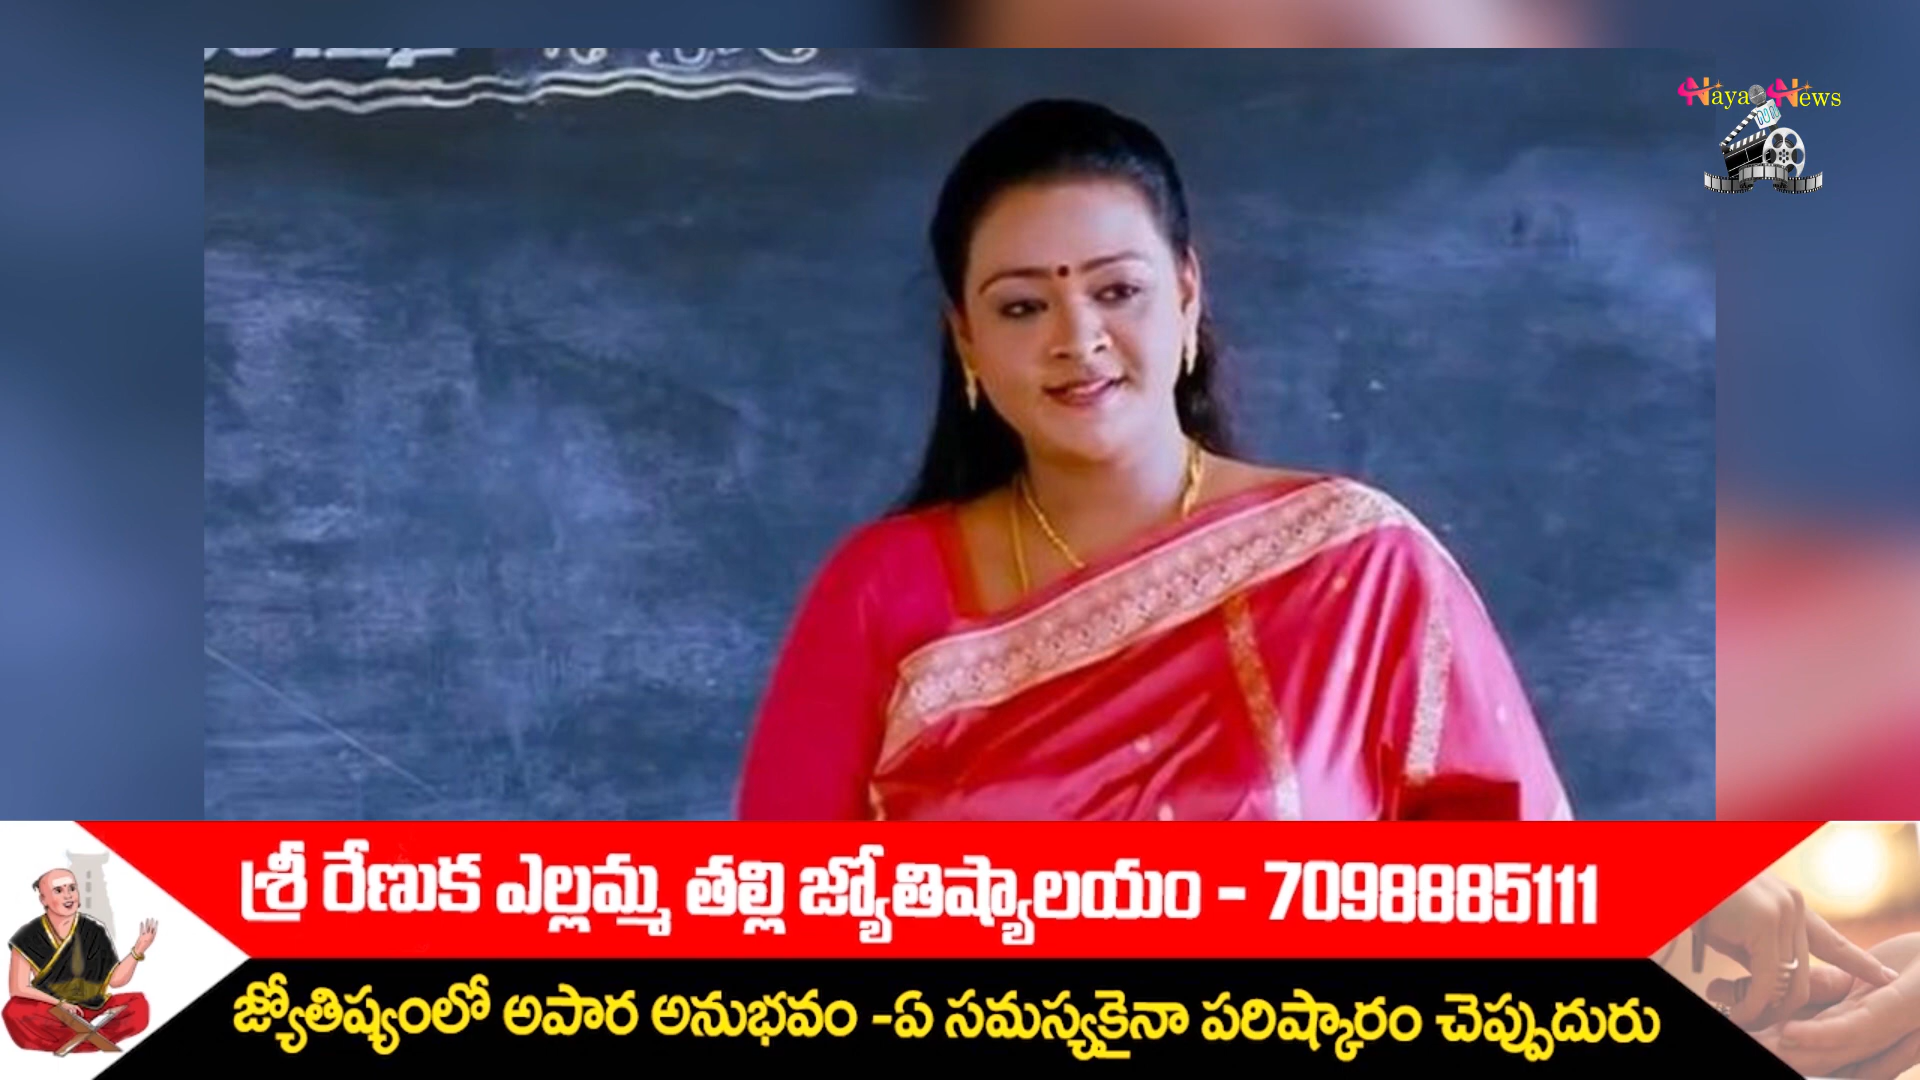 Naya News
శ్రీ రేణుక ఎల్లమ్మ తల్లి జ్యోతిష్యాలయం - 7098885111
జ్యోతిష్యంలో అపార అనుభవం -ఏ సమస్యకైనా పరిష్కారం చెప్పుదురు